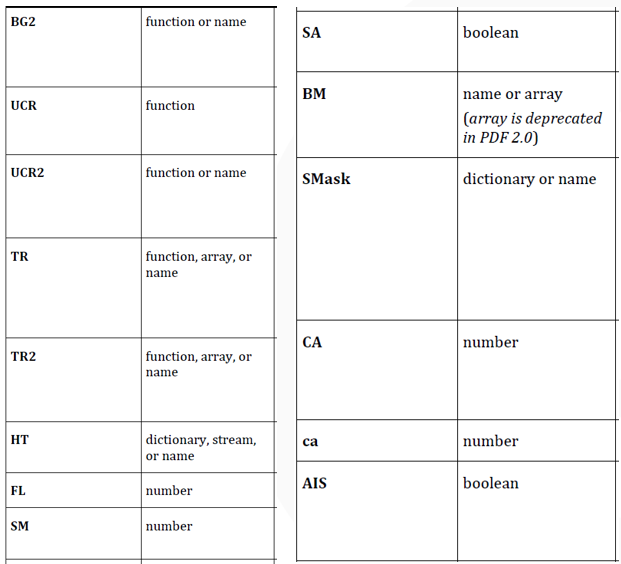 BG2 function or name
UCR function
UCR2 function or name
TR function, array, or
name
TR2 function, array, or
name
HT dictionary, stream,
or name
FL number
SM number
SA boolean
BM name or array
(array is deprecated
in PDF 2.0)
SMask dictionary or name
CA number
ca number
AIS boolean